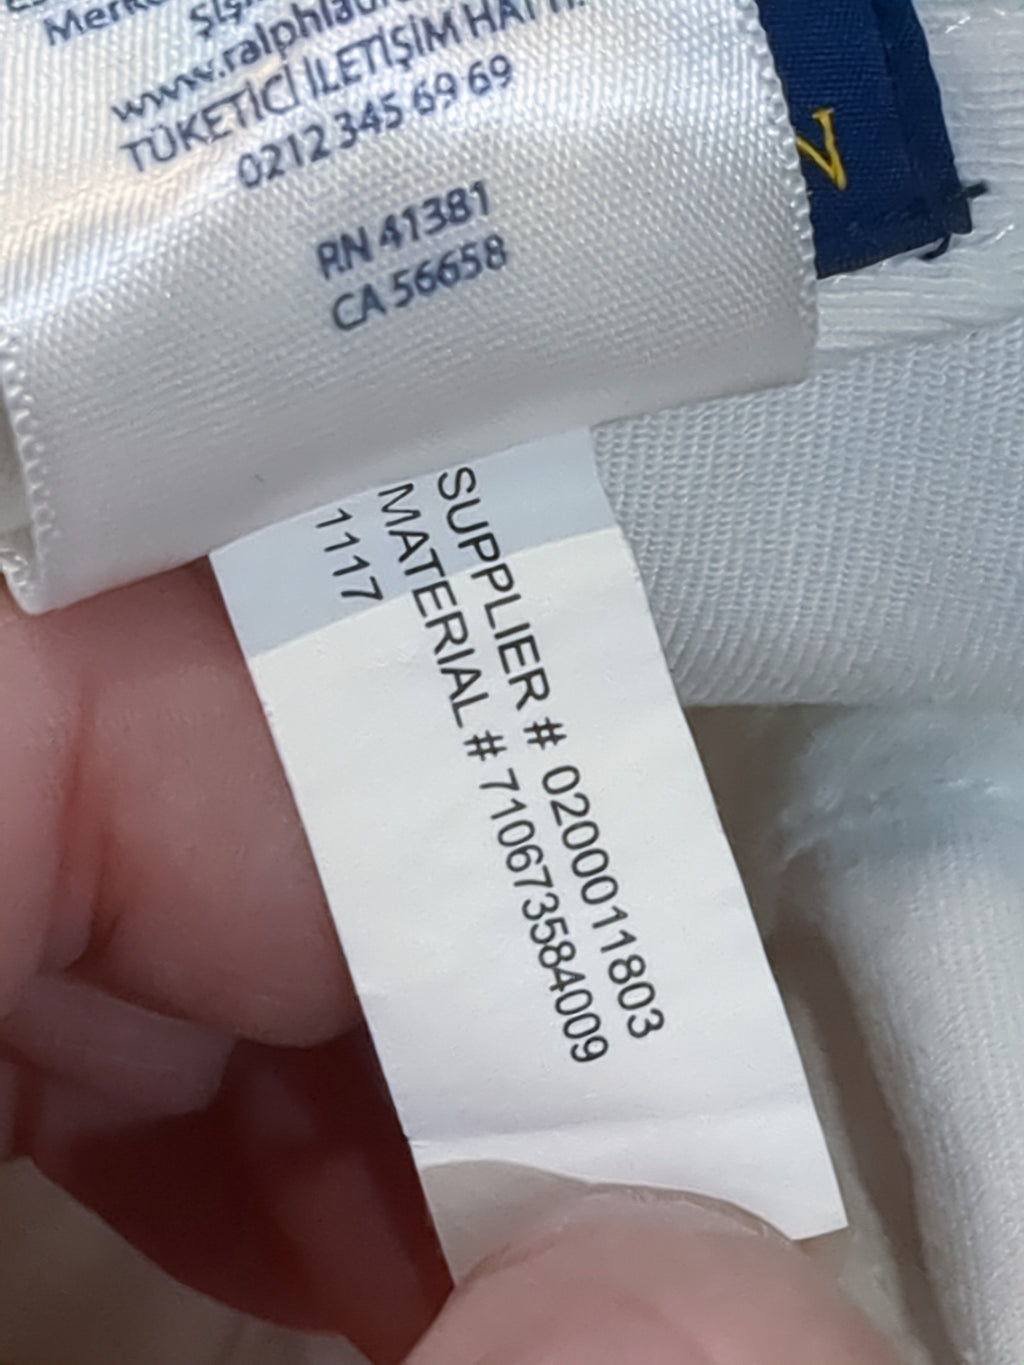 www.ralphlau
TÜKETİCİ İLETİŞİM HATTI:
0212 345 69 69
RN 41381
CA 56658
N
SUPPLIER # 0200011803
MATERIAL # 710673584009
1117